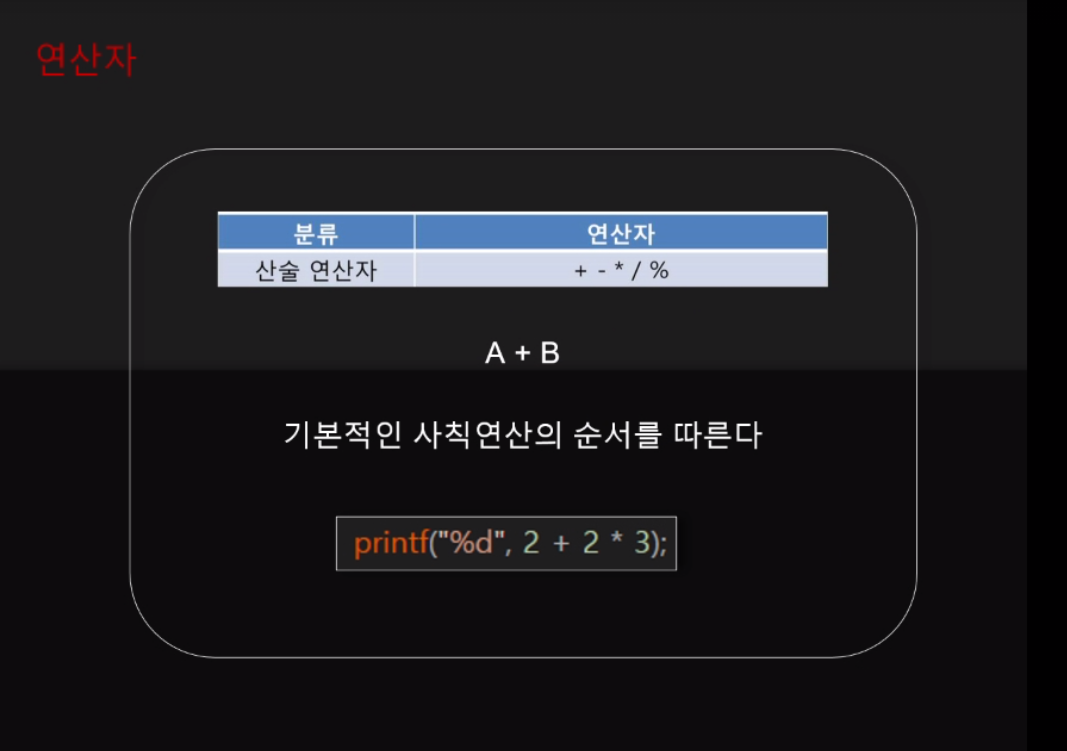 연산자
분류 연산자
산술 연산자 + - * / %
A + B
기본적인 사칙연산의 순서를 따른다
printf("%d", 2 + 2 * 3);